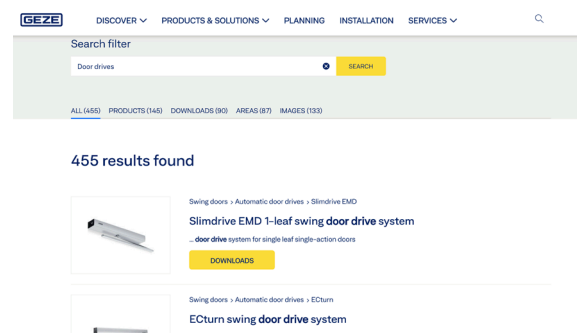 GEZE DISCOVER PRODUCTS & SOLUTIONS PLANNING INSTALLATION SERVICES
Search filter
Door drives SEARCH
ALL (455) PRODUCTS (145) DOWNLOADS (90) AREAS (87) IMAGES (133)
455 results found
Swing doors > Automatic door drives > Slimdrive EMD
Slimdrive EMD 1-leaf swing door drive system
... door drive system for single leaf single-action doors
DOWNLOADS
Swing doors > Automatic door drives > ECturn
ECturn swing door drive system